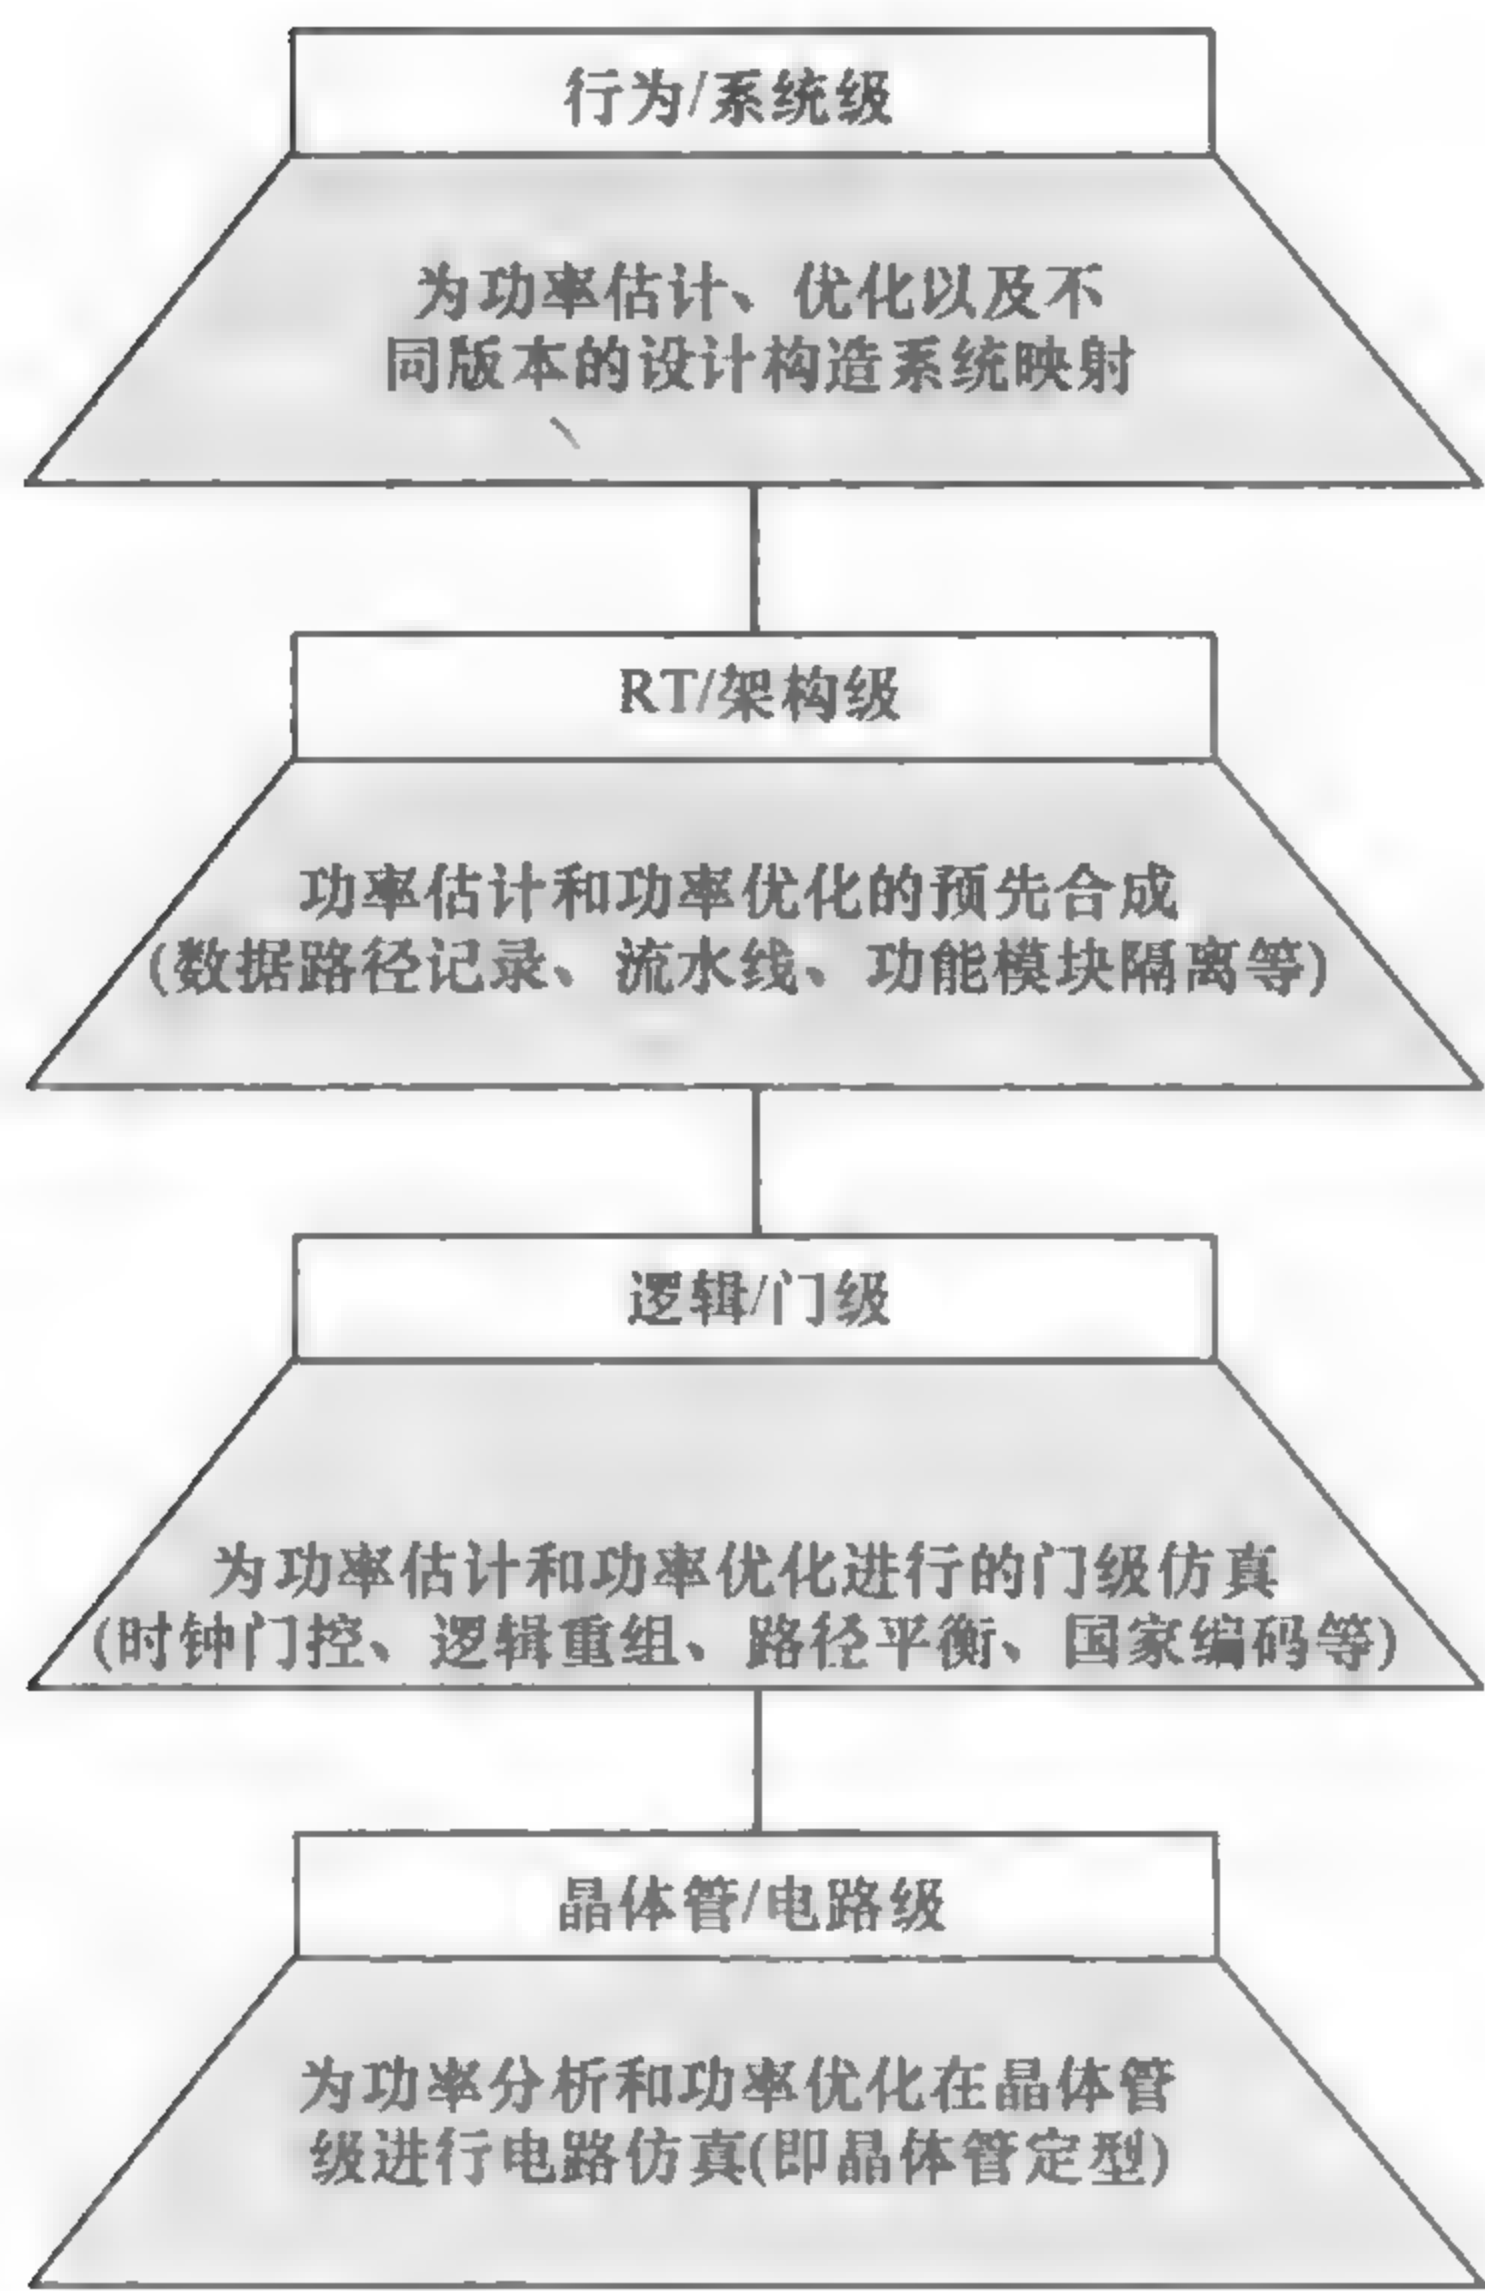 行为/系统级
为功率估计、优化以及不
同版本的设计构造系统映射
RT/架构级
功率估计和功率优化的预先合成
(数据路径记录、流水线、功能模块隔离等)
逻辑/门级
为功率估计和功率优化进行的门级仿真
(时钟门控、逻辑重组、路径平衡、国家编码等)
晶体管/电路级
为功率分析和功率优化在晶体管
级进行电路仿真(即晶体管定型)